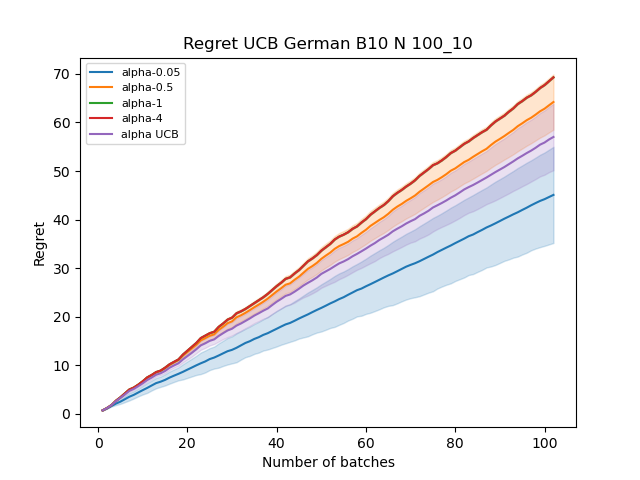 Regret UCB German B10 N 100_10
alpha-0.05
alpha-0.5
alpha-1
alpha-4
alpha UCB
70
60
50
40
30
20
10
0
Regret
0 20 40 60 80 100
Number of batches